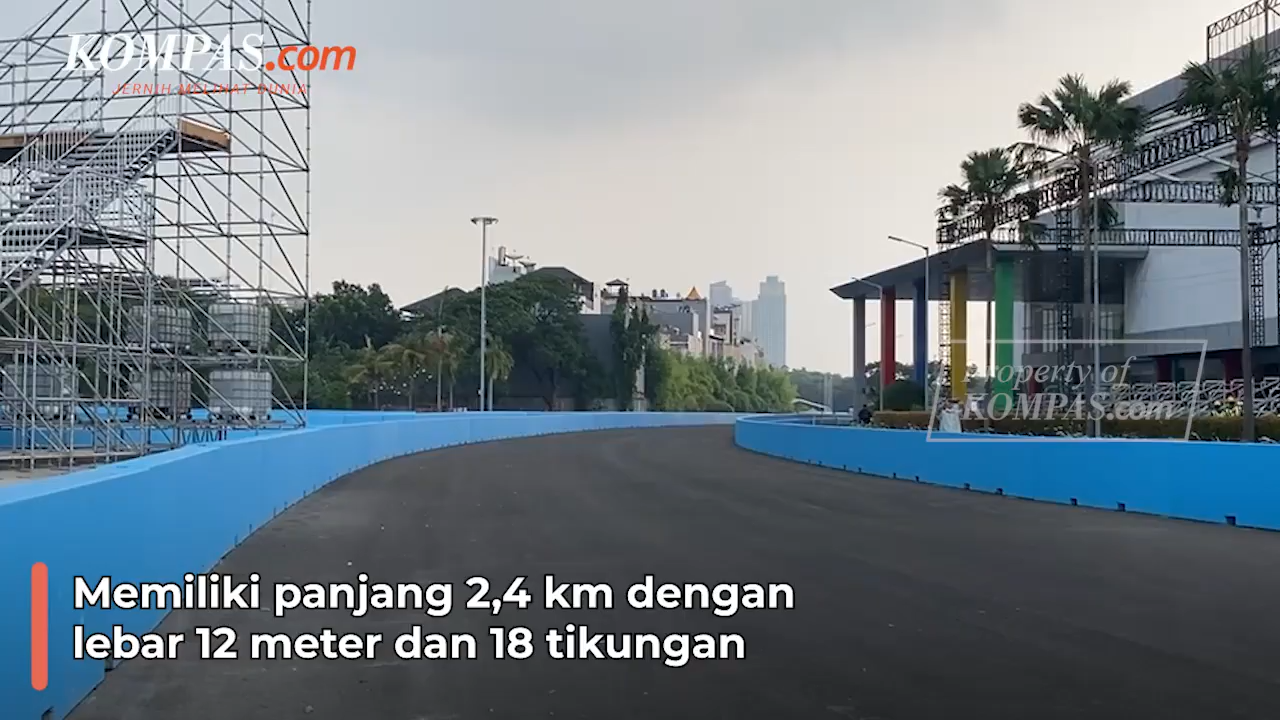 KOMPAS.com
JERNIH MELIHAT DUNIA
Property of
KOMPAS.com
Memiliki panjang 2,4 km dengan
lebar 12 meter dan 18 tikungan